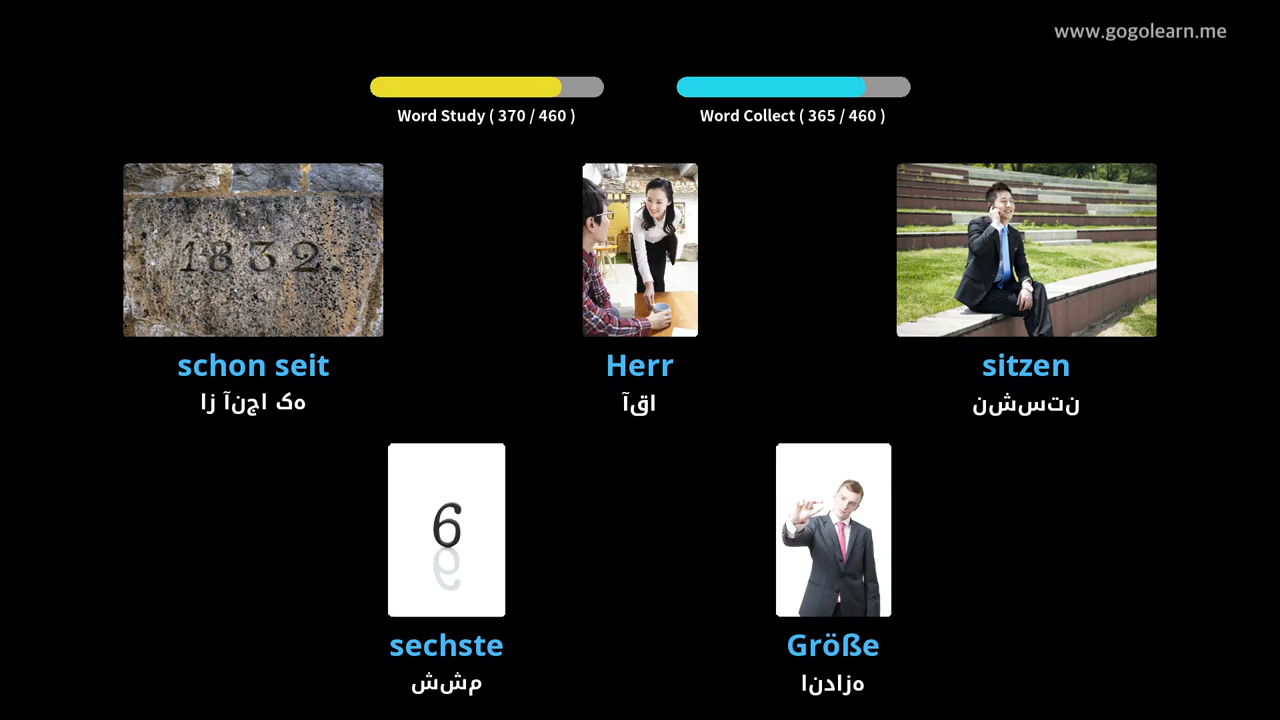 www.gogolearn.me
Word Study ( 370 / 460 )
Word Collect ( 365 / 460 )
1832.
schon seit
از آنجا که
Herr
آقا
sitzen
نشستن
6
sechste
ششم
Größe
اندازه